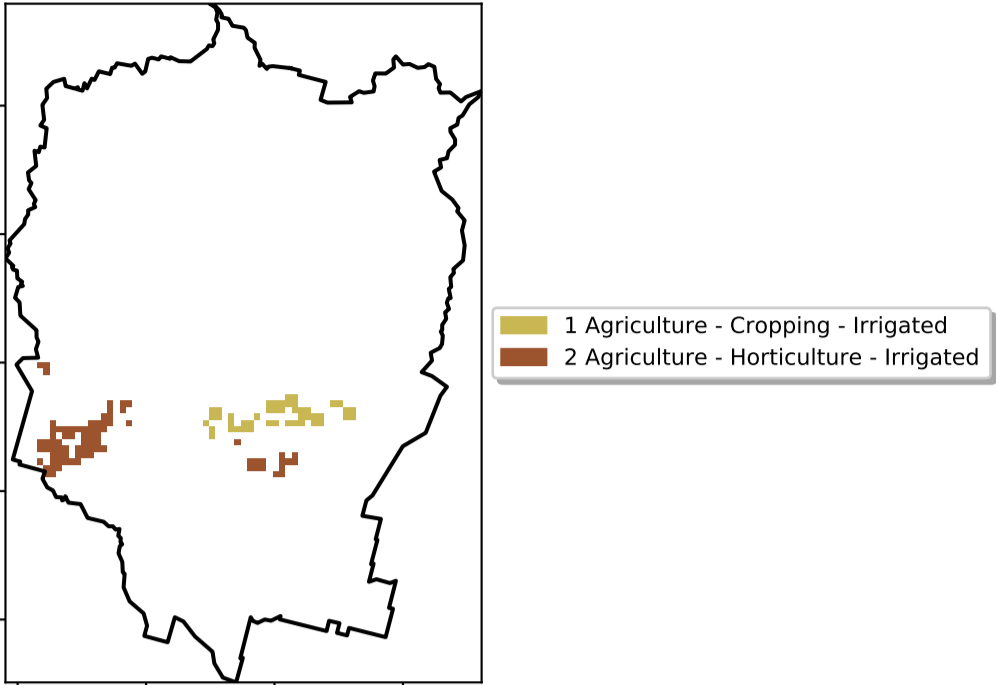 1 Agriculture - Cropping - Irrigated
2 Agriculture - Horticulture - Irrigated